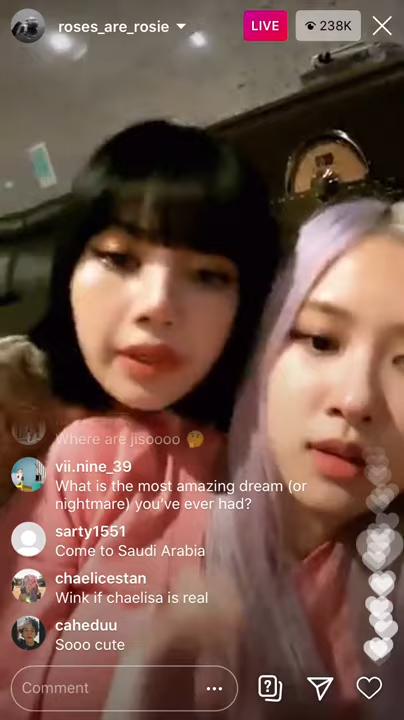 roses_are_rosie
LIVE
238K
Where are jisoooo 🤔
vii.nine_39
What is the most amazing dream (or
nightmare) you've ever had?
sarty1551
Come to Saudi Arabia
chaelicestan
Wink if chaelisa is real
caheduu
Sooo cute
Comment